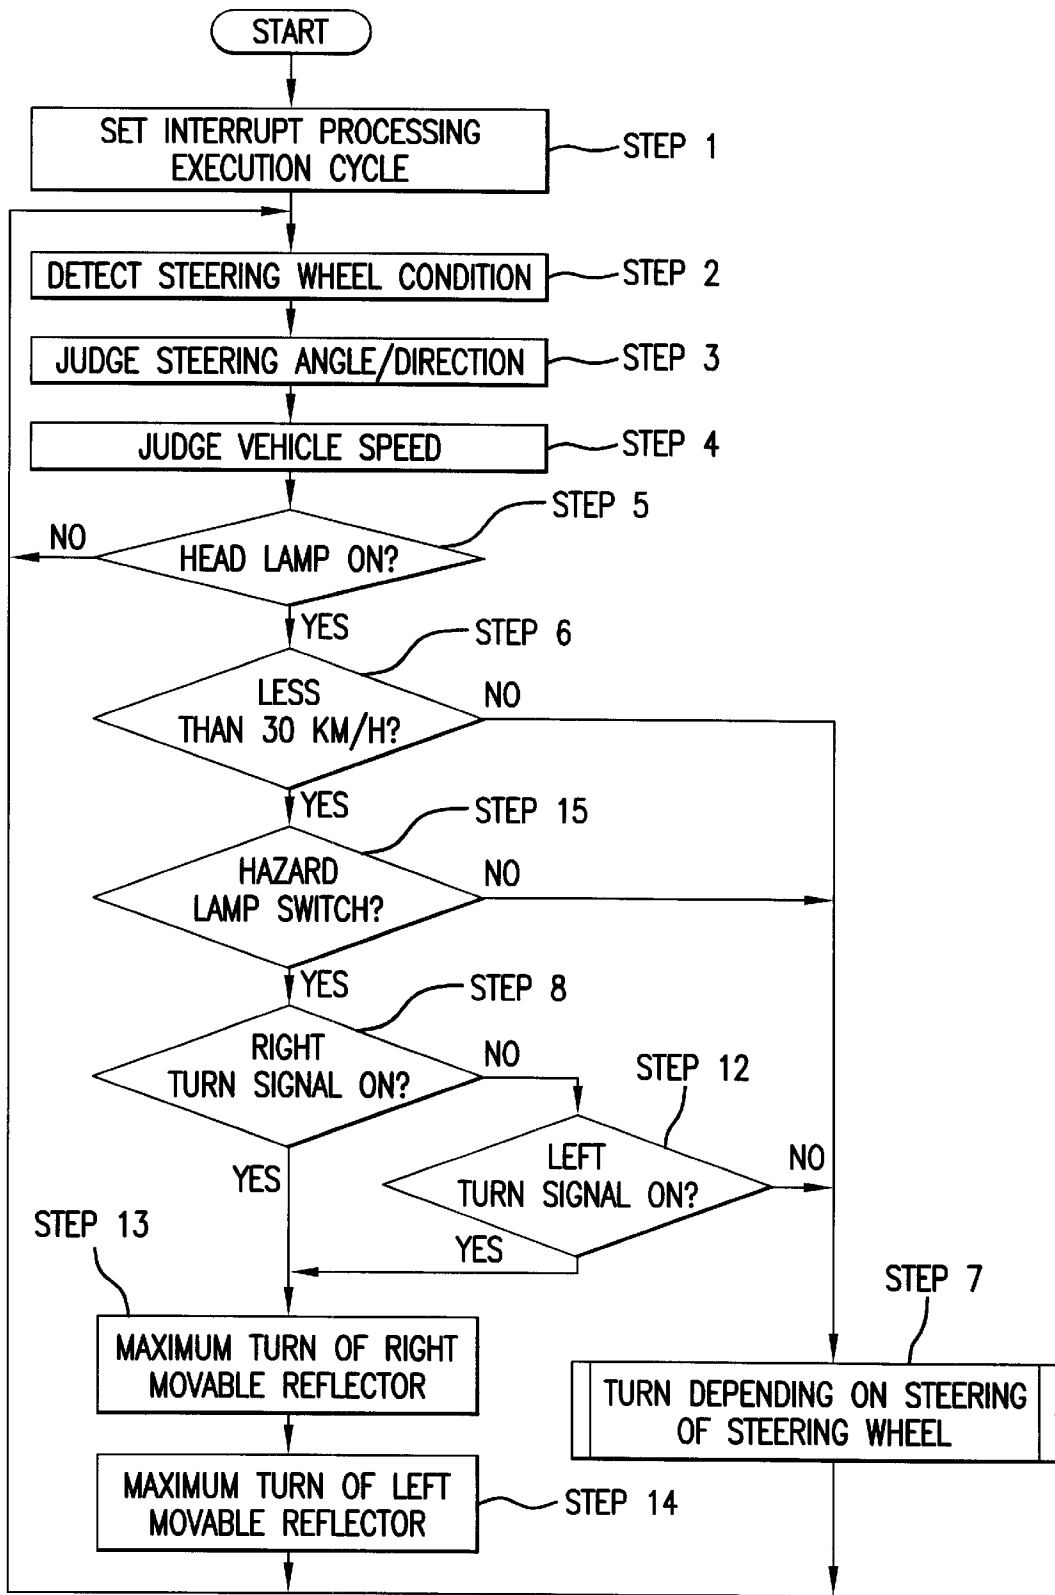 START
SET INTERRUPT PROCESSING
EXECUTION CYCLE
STEP 1
DETECT STEERING WHEEL CONDITION
STEP 2
JUDGE STEERING ANGLE/DIRECTION
STEP 3
JUDGE VEHICLE SPEED
STEP 4
STEP 5
NO
HEAD LAMP ON?
YES
STEP 6
LESS
THAN 30 KM/H?
NO
YES
STEP 15
HAZARD
LAMP SWITCH?
NO
YES
STEP 8
RIGHT
TURN SIGNAL ON?
NO
STEP 12
YES
LEFT
TURN SIGNAL ON?
NO
YES
STEP 13
STEP 7
MAXIMUM TURN OF RIGHT
MOVABLE REFLECTOR
TURN DEPENDING ON STEERING
OF STEERING WHEEL
MAXIMUM TURN OF LEFT
MOVABLE REFLECTOR
STEP 14